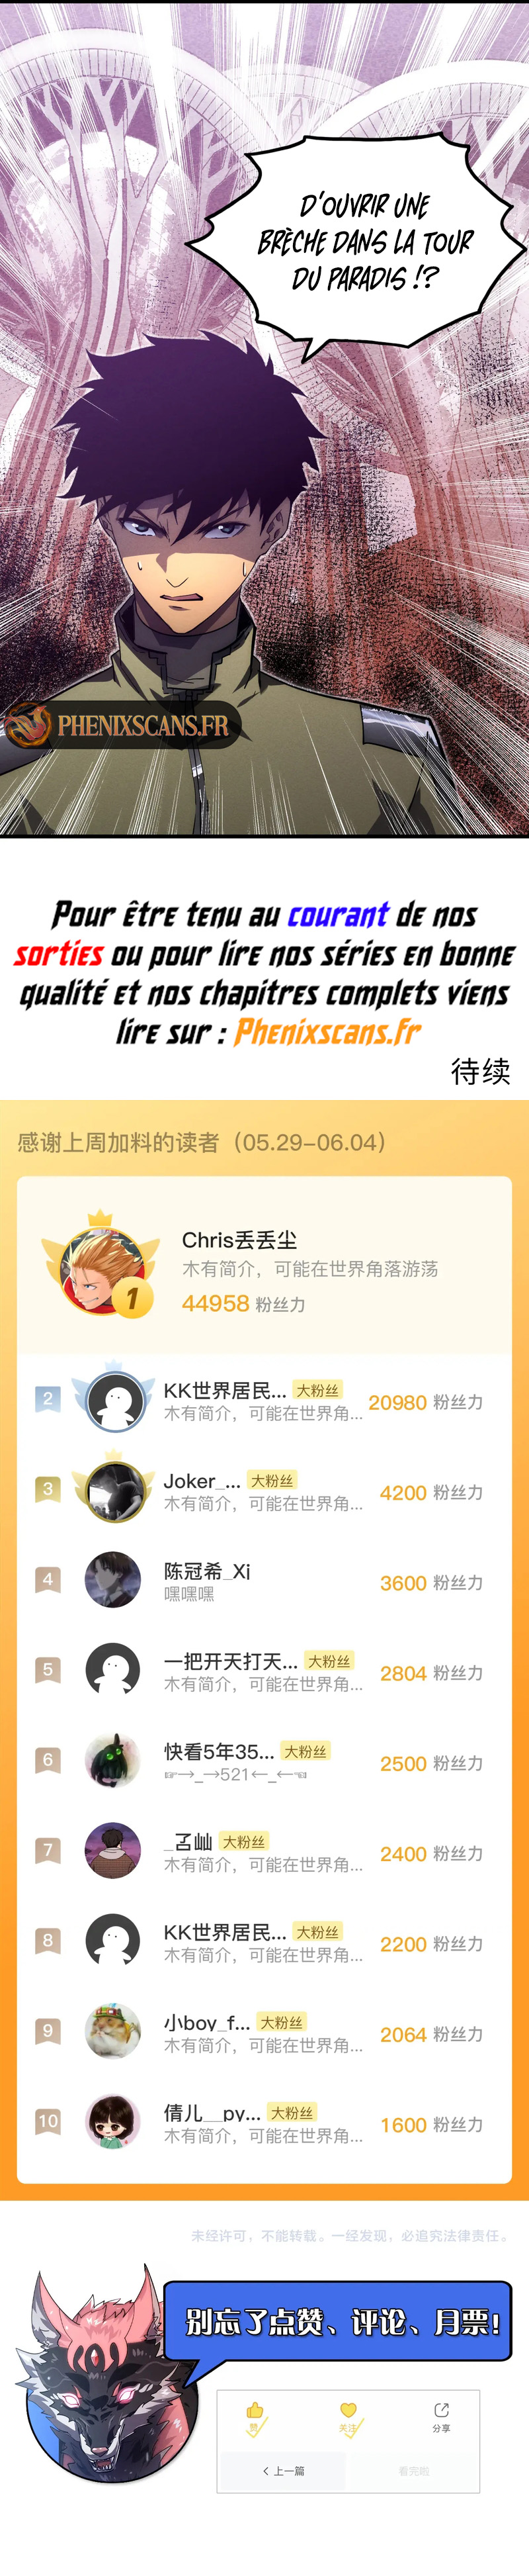 D'OUVRIR UNE
BRÈCHE DANS LA TOUR
DU PARADIS !?
PHENIXSCANS.FR
Pour être tenu au courant de nos
sorties ou pour lire nos séries en bonne
qualité et nos chapitres complets viens
lire sur : Phenixscans.fr
待续
感谢上周加料的读者（05.29-06.04）
1
Chris丢丢尘
木有简介，可能在世界角落游荡
44958 粉丝力
2
KK世界居民... 大粉丝
木有简介，可能在世界角...
20980 粉丝力
3
Joker_... 大粉丝
木有简介，可能在世界角...
4200 粉丝力
4
陈冠希_Xi
嘿嘿嘿
3600 粉丝力
5
一把开天打天... 大粉丝
木有简介，可能在世界角...
2804 粉丝力
6
快看5年35... 大粉丝
☞→_→521←_←☜
2500 粉丝力
7
大粉丝
木有简介，可能在世界角...
2400 粉丝力
8
KK世界居民... 大粉丝
木有简介，可能在世界角...
2200 粉丝力
9
小boy_f... 大粉丝
木有简介，可能在世界角...
2064 粉丝力
10
倩儿__py... 大粉丝
木有简介，可能在世界角...
1600 粉丝力
未经许可，不能转载。一经发现，必追究法律责任。
别忘了点赞、评论、月票!
赞 关注 分享
< 上一篇 看完啦